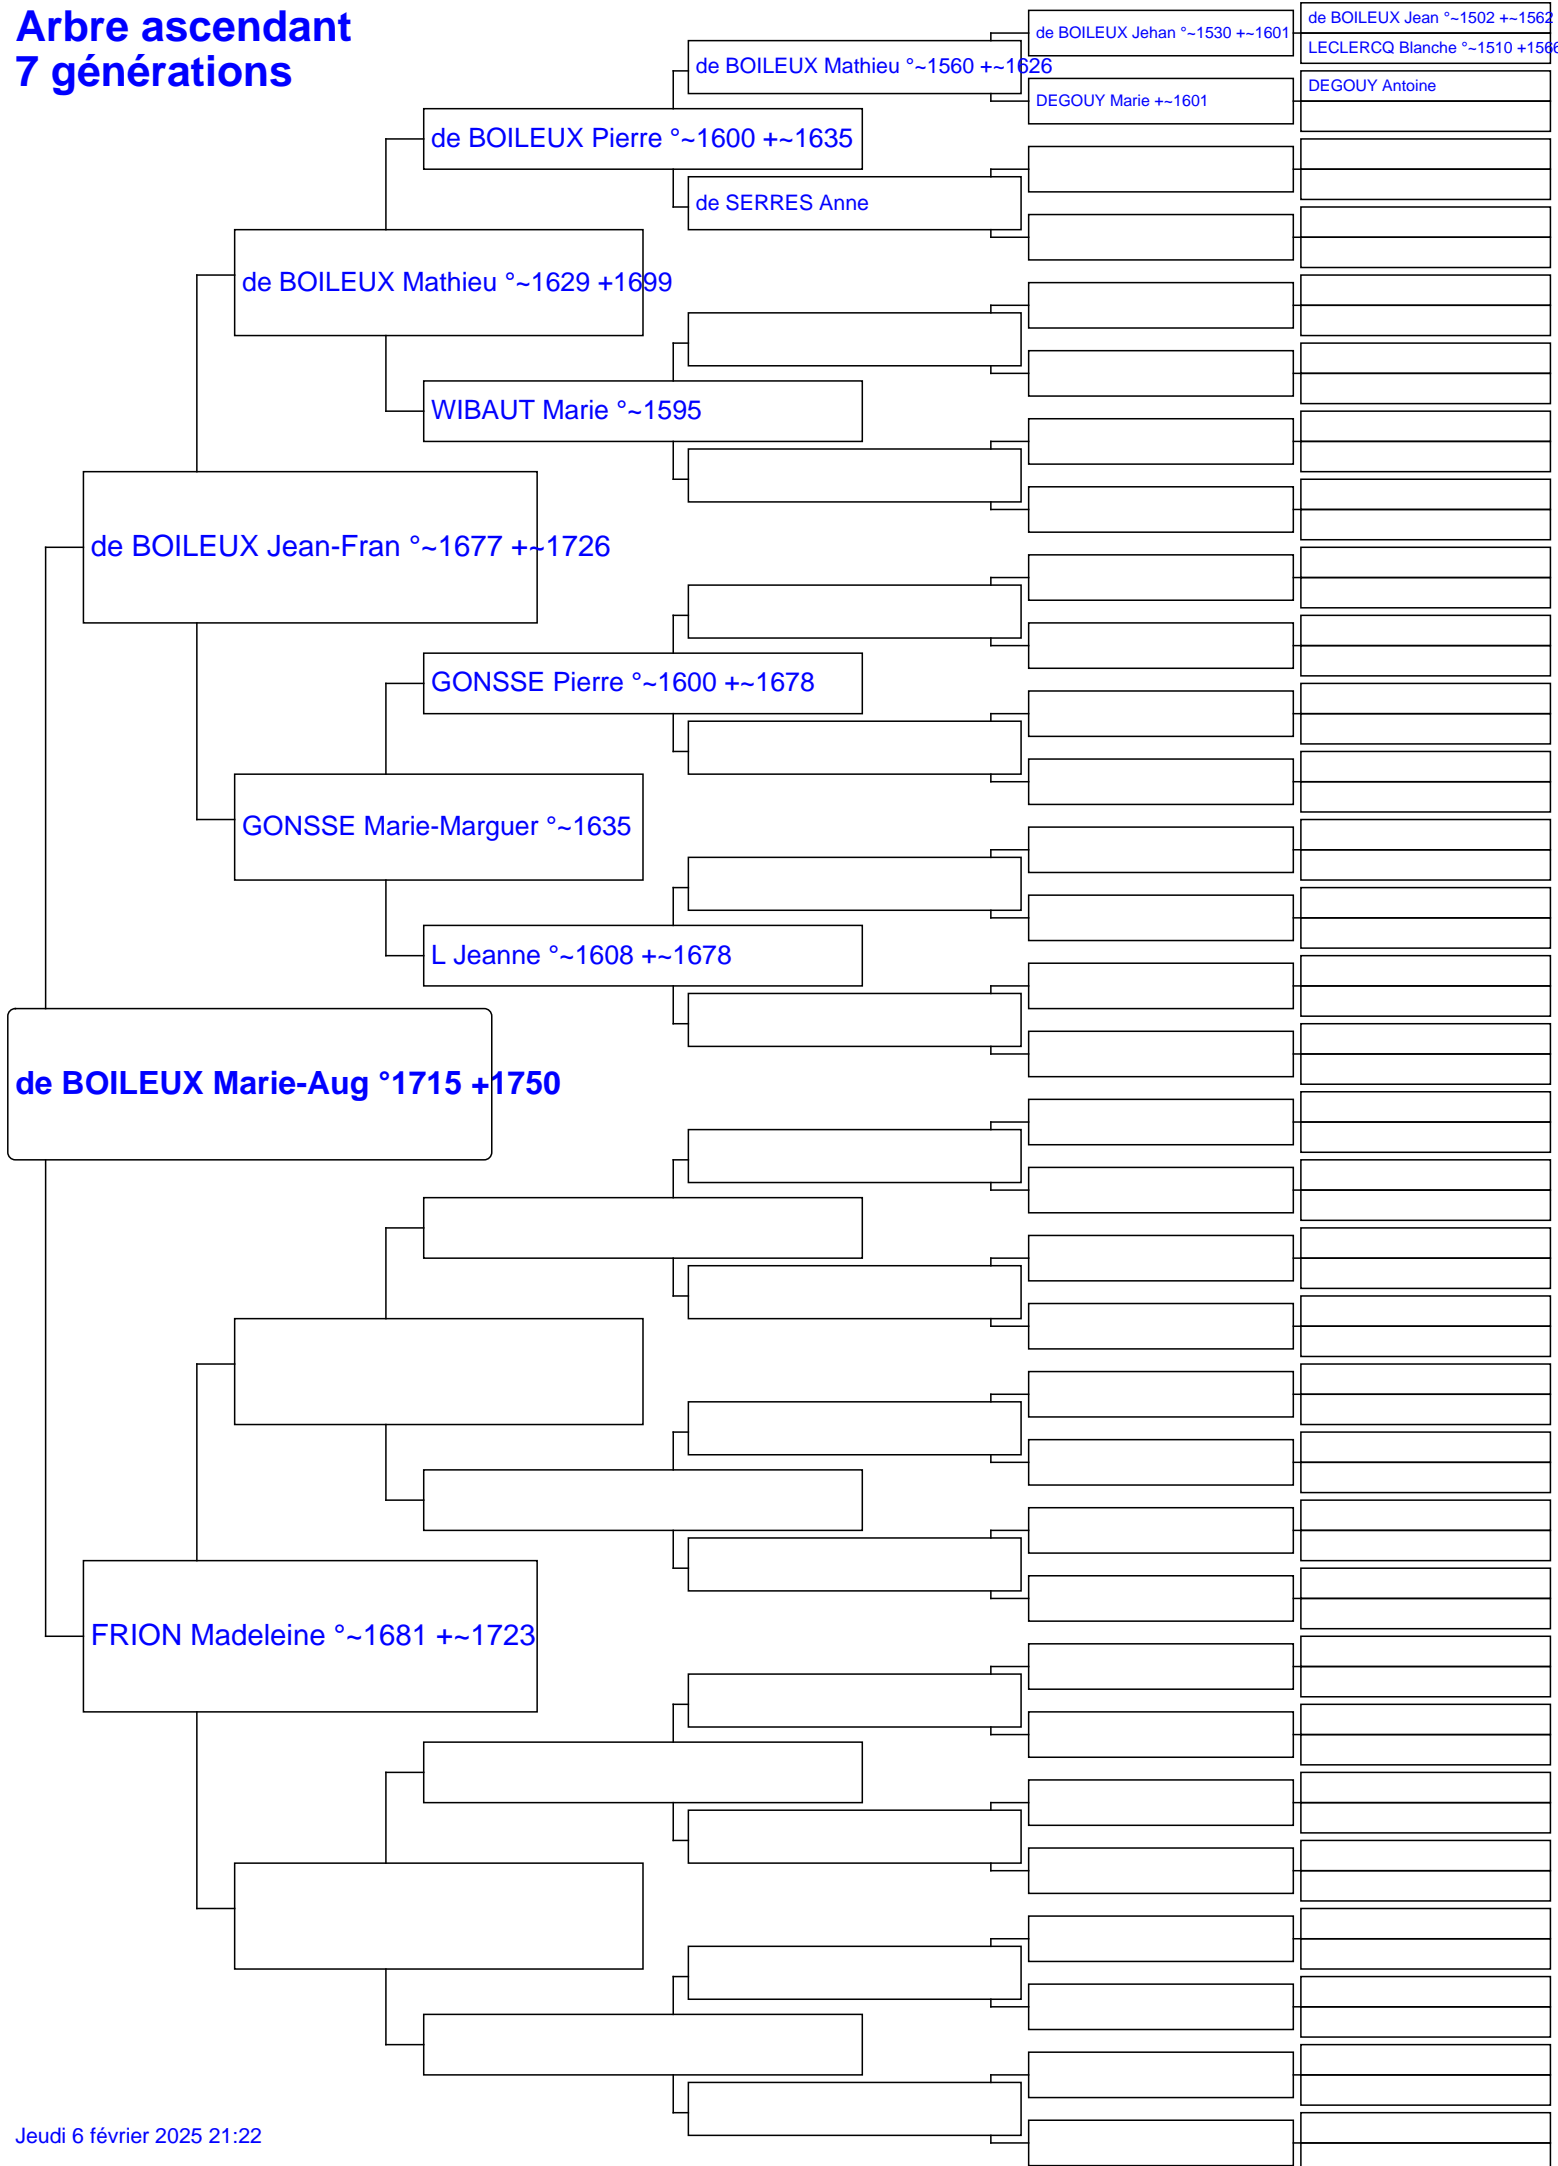 Arbre ascendant
7 générations
de BOILEUX Jean °~1502 +~1562
de BOILEUX Jehan °~1530 +~1601
LECLERCQ Blanche °~1510 +1566
de BOILEUX Mathieu °~1560 +~1626
DEGOUY Antoine
DEGOUY Marie +~1601
de BOILEUX Pierre °~1600 +~1635
de SERRES Anne
de BOILEUX Mathieu °~1629 +1699
WIBAUT Marie °~1595
de BOILEUX Jean-Fran °~1677 +~1726
GONSSE Pierre °~1600 +~1678
GONSSE Marie-Marguer °~1635
L Jeanne °~1608 +~1678
de BOILEUX Marie-Aug °1715 +1750
FRION Madeleine °~1681 +~1723
Jeudi 6 février 2025 21:22